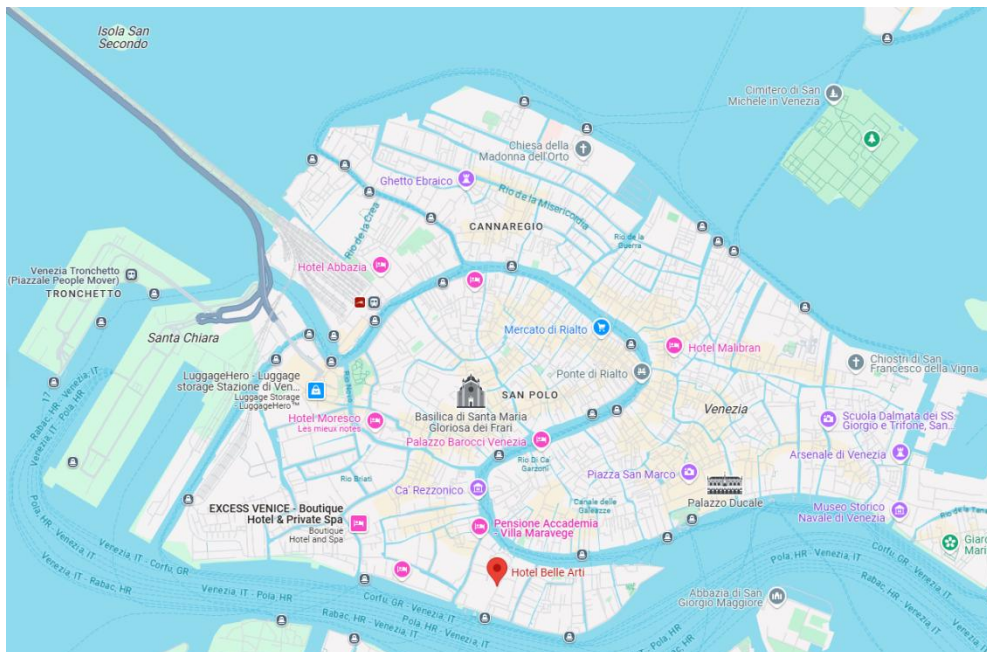 Isola San
Secondo
Cimitero di San
Michele in Venezia
Chiesa della
Madonna dell'Orto
Ghetto Ebraico
Rio de la Misericordia
Rio de la Crea
CANNAREGIO
Rio de la
Guerra
Hotel Abbazia
Venezia Tronchetto
(Piazzale People Mover)
TRONCHETTO
Santa Chiara
Mercato di Rialto
Hotel Malibran
Ponte di Rialto
Chiostri di San
Francesco della Vigna
LuggageHero - Luggage
storage Stazione di Ven...
Luggage Storage
LuggageHero™
SAN POLO
Basilica di Santa Maria
Gloriosa dei Frari
Venezia
Hotel Moresco
Les mieux notés
Scuola Dalmata dei SS
Giorgio e Trifone, San...
Palazzo Barocci Venezia
Arsenale di Venezia
Rio Di Ca'
Garzoni
Piazza San Marco
Rio Briati
Ca' Rezzonico
Canale delle
Galeazze
Palazzo Ducale
EXCESS VENICE - Boutique
Hotel & Private Spa
Boutique
Hotel and Spa
Museo Storico
Navale di Venezia
Pensione Accademia
- Villa Maravege
Hotel Belle Arti
Abbazia di San
Giorgio Maggiore
Venezia, IT - Corfu, GR
Venezia, IT - Rabac, HR
Venezia, IT - Pola, HR
Rabac, HR - Venezia, IT
Corfu, GR - Venezia, IT
Pola, HR - Venezia, IT